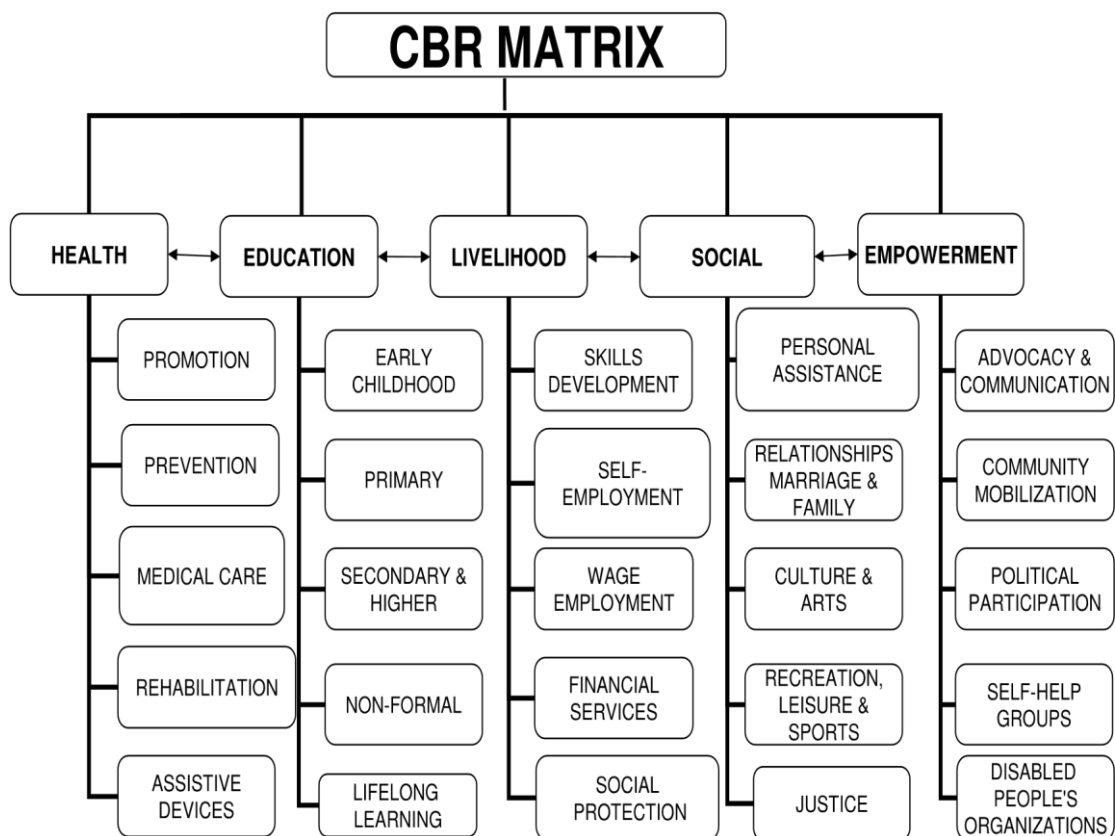 CBR MATRIX
HEALTH
EDUCATION
LIVELIHOOD
SOCIAL
EMPOWERMENT
PROMOTION
PREVENTION
MEDICAL CARE
REHABILITATION
ASSISTIVE
DEVICES
EARLY
CHILDHOOD
PRIMARY
SECONDARY &
HIGHER
NON-FORMAL
LIFELONG
LEARNING
SKILLS
DEVELOPMENT
SELF-
EMPLOYMENT
WAGE
EMPLOYMENT
FINANCIAL
SERVICES
SOCIAL
PROTECTION
PERSONAL
ASSISTANCE
RELATIONSHIPS
MARRIAGE &
FAMILY
CULTURE &
ARTS
RECREATION,
LEISURE &
SPORTS
JUSTICE
ADVOCACY &
COMMUNICATION
COMMUNITY
MOBILIZATION
POLITICAL
PARTICIPATION
SELF-HELP
GROUPS
DISABLED
PEOPLE'S
ORGANIZATIONS